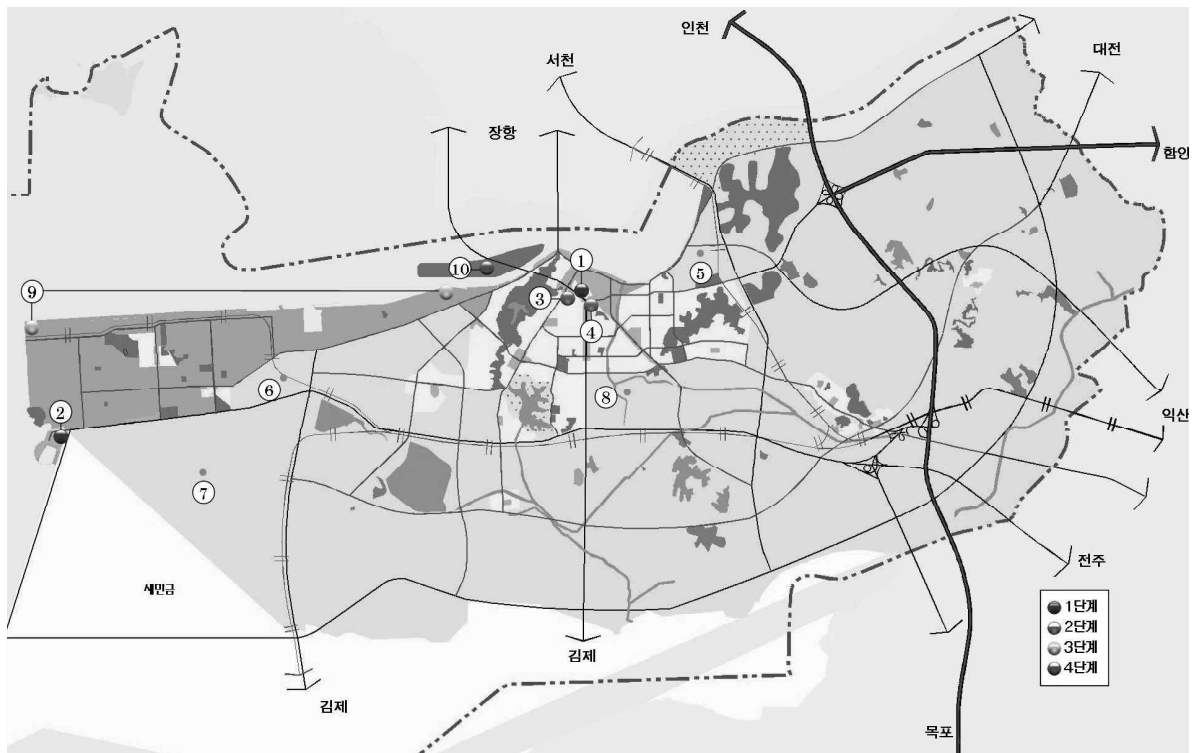 인천
대전
서천
장항
함안
①
⑩
⑤
⑨
③
④
⑥
⑧
②
익산
⑦
전주
새만금
1단계
2단계
3단계
4단계
김제
김제
목포